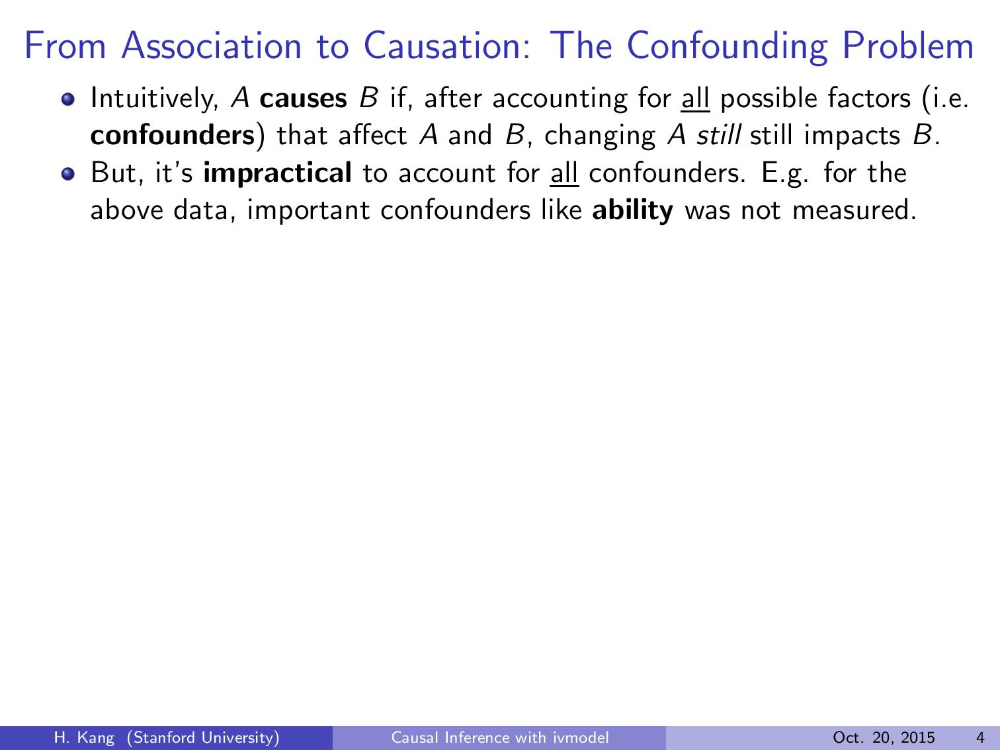 From Association to Causation: The Confounding Problem
Intuitively, A causes B if, after accounting for all possible factors (i.e.
confounders) that affect A and B, changing A still still impacts B.
But, it's impractical to account for all confounders. E.g. for the
above data, important confounders like ability was not measured.
H. Kang (Stanford University) Causal Inference with ivmodel Oct. 20, 2015 4